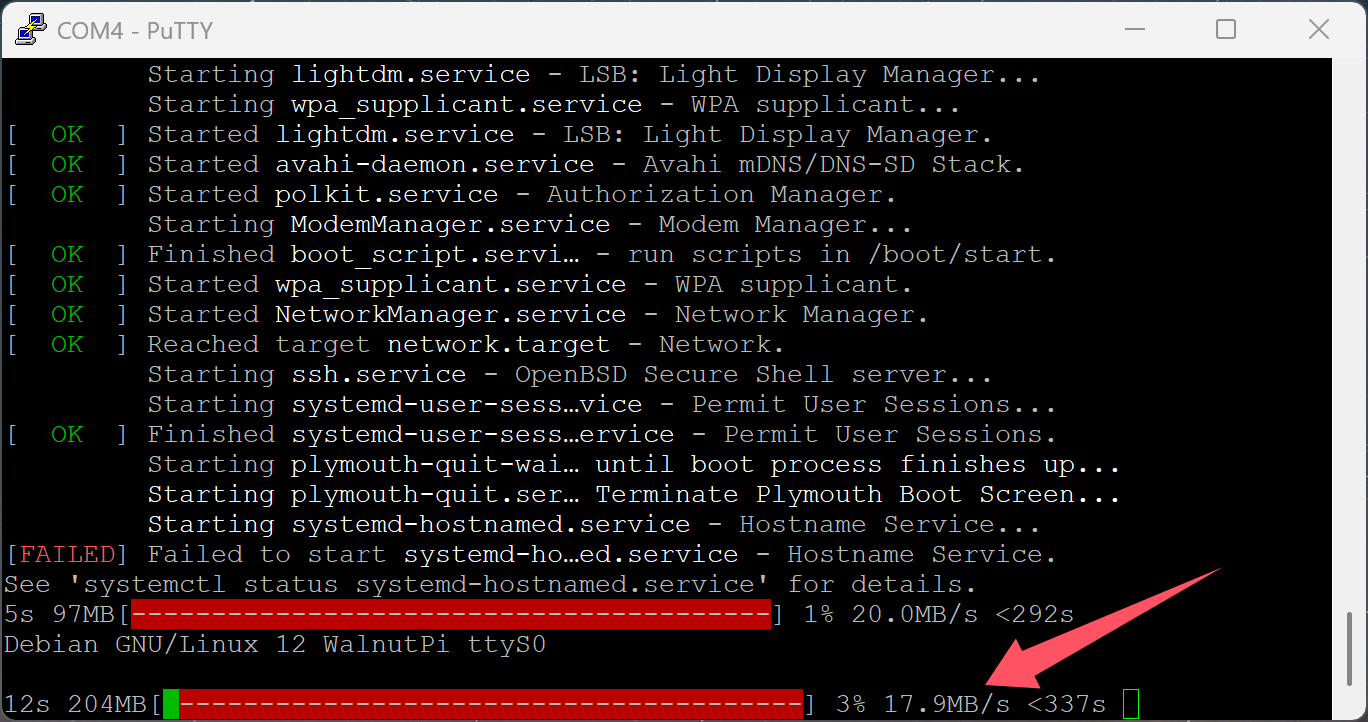 COM4 - PuTTY
Starting lightdm.service - LSB: Light Display Manager...
Starting wpa_supplicant.service - WPA supplicant...
[  OK  ] Started lightdm.service - LSB: Light Display Manager.
[  OK  ] Started avahi-daemon.service - Avahi mDNS/DNS-SD Stack.
[  OK  ] Started polkit.service - Authorization Manager.
Starting ModemManager.service - Modem Manager...
[  OK  ] Finished boot_script.servi… - run scripts in /boot/start.
[  OK  ] Started wpa_supplicant.service - WPA supplicant.
[  OK  ] Started NetworkManager.service - Network Manager.
[  OK  ] Reached target network.target - Network.
Starting ssh.service - OpenBSD Secure Shell server...
Starting systemd-user-sess…vice - Permit User Sessions...
[  OK  ] Finished systemd-user-sess…ervice - Permit User Sessions.
Starting plymouth-quit-wai… until boot process finishes up...
Starting plymouth-quit.ser… Terminate Plymouth Boot Screen...
Starting systemd-hostnamed.service - Hostname Service...
[FAILED] Failed to start systemd-ho…ed.service - Hostname Service.
See 'systemctl status systemd-hostnamed.service' for details.
5s 97MB[----------------------------------------] 1% 20.0MB/s <292s
Debian GNU/Linux 12 WalnutPi ttyS0
12s 204MB[ ---------------------------------------] 3% 17.9MB/s <337s